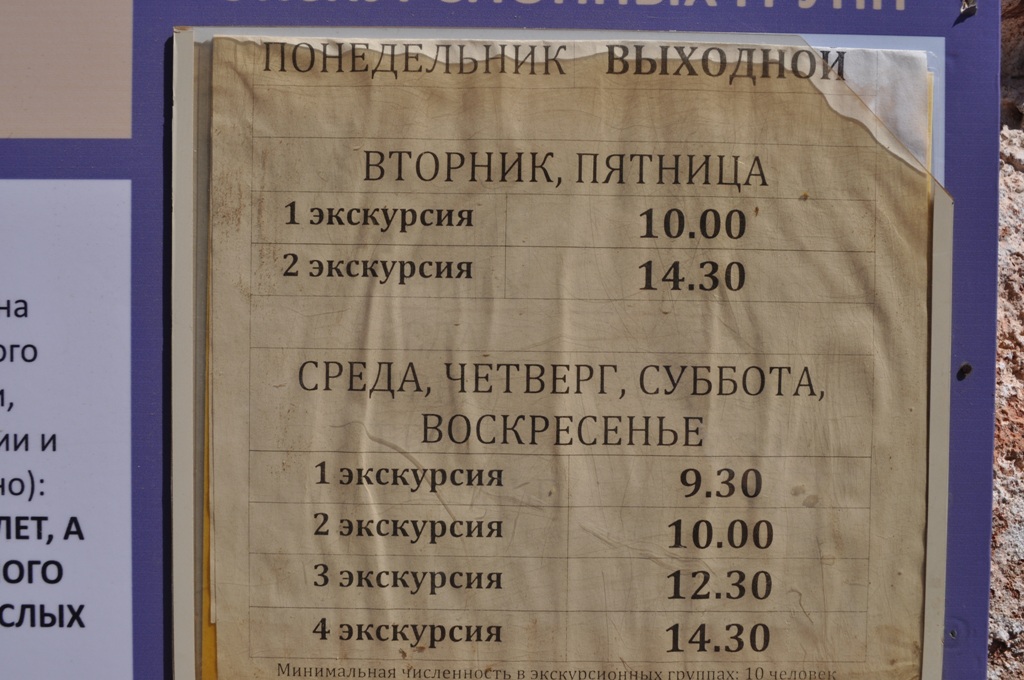 ЭКСКУРСИОННЫХ ГРУПП
ПОНЕДЕЛЬНИК ВЫХОДНОЙ
ВТОРНИК, ПЯТНИЦА
1 экскурсия 10.00
2 экскурсия 14.30
СРЕДА, ЧЕТВЕРГ, СУББОТА,
ВОСКРЕСЕНЬЕ
1 экскурсия 9.30
2 экскурсия 10.00
3 экскурсия 12.30
4 экскурсия 14.30
Минимальная численность в экскурсионных группах: 10 человек
на
ого
и,
ии и
но):
ЛЕТ, А
ОГО
СЛЫХ